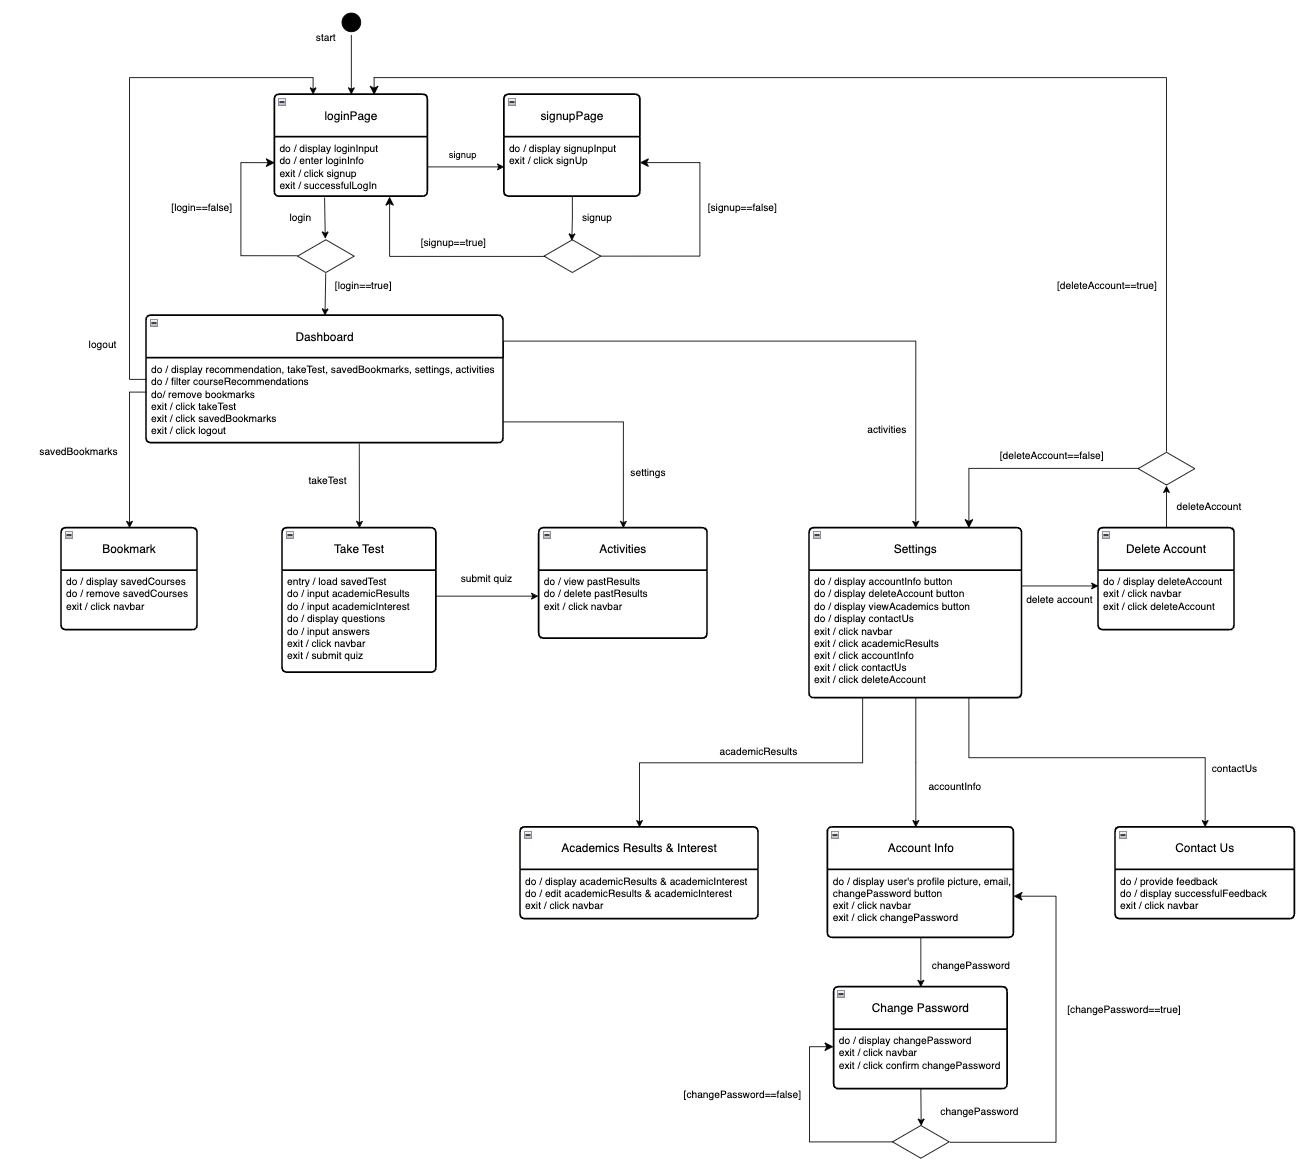 start
loginPage
do / display loginInput
do / enter loginInfo
exit / click signup
exit / successfulLogIn
signup
signupPage
do / display signupInput
exit / click signUp
[login==false]
login
[signup==true]
signup
[signup==false]
[login==true]
[deleteAccount==true]
logout
Dashboard
do / display recommendation, takeTest, savedBookmarks, settings, activities
do / filter courseRecommendations
do/ remove bookmarks
exit / click takeTest
exit / click savedBookmarks
exit / click logout
savedBookmarks
takeTest
settings
activities
[deleteAccount==false]
deleteAccount
Bookmark
do / display savedCourses
do / remove savedCourses
exit / click navbar
Take Test
entry / load savedTest
do / input academicResults
do / input academicInterest
do / display questions
do / input answers
exit / click navbar
exit / submit quiz
submit quiz
Activities
do / view pastResults
do / delete pastResults
exit / click navbar
Settings
do / display accountInfo button
do / display deleteAccount button
do / display viewAcademics button
do / display contactUs
exit / click navbar
exit / click academicResults
exit / click accountInfo
exit / click contactUs
exit / click deleteAccount
delete account
Delete Account
do / display deleteAccount
exit / click navbar
exit / click deleteAccount
academicResults
accountInfo
contactUs
Academics Results & Interest
do / display academicResults & academicInterest
do / edit academicResults & academicInterest
exit / click navbar
Account Info
do / display user's profile picture, email,
changePassword button
exit / click navbar
exit / click changePassword
Contact Us
do / provide feedback
do / display successfulFeedback
exit / click navbar
changePassword
Change Password
do / display changePassword
exit / click navbar
exit / click confirm changePassword
[changePassword==true]
[changePassword==false]
changePassword